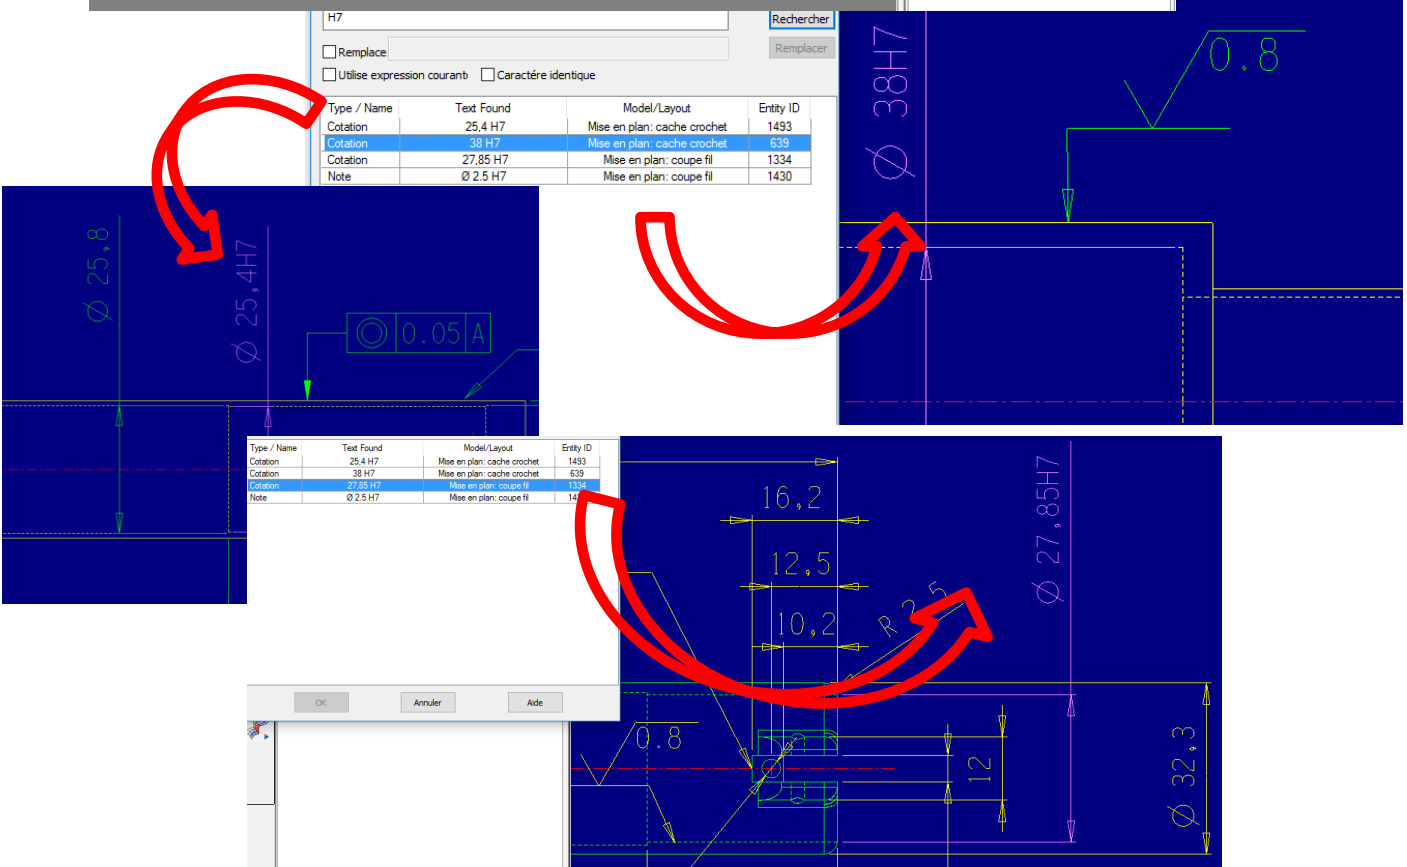 H7
Rechercher
Remplace
Remplacer
Utilise expression courant
Caractére identique
Type / Name Text Found Model/Layout Entity ID
Cotation 25,4 H7 Mise en plan: cache crochet 1493
Cotation 38 H7 Mise en plan: cache crochet 639
Cotation 27,85 H7 Mise en plan: coupe fil 1334
Note Ø 2.5 H7 Mise en plan: coupe fil 1430
Ø 38H7
0.8
Ø 25,8
Ø 25,4H7
0.05 A
Type / Name Text Found Model/Layout Entity ID
Cotation 25,4 H7 Mise en plan: cache crochet 1493
Cotation 38 H7 Mise en plan: cache crochet 639
Cotation 27,85 H7 Mise en plan: coupe fil 1334
Note Ø 2.5 H7 Mise en plan: coupe fil
OK Annuler Aide
16,2
12,5
10,2
Ø 27,85H7
0.8
12
Ø 32,3